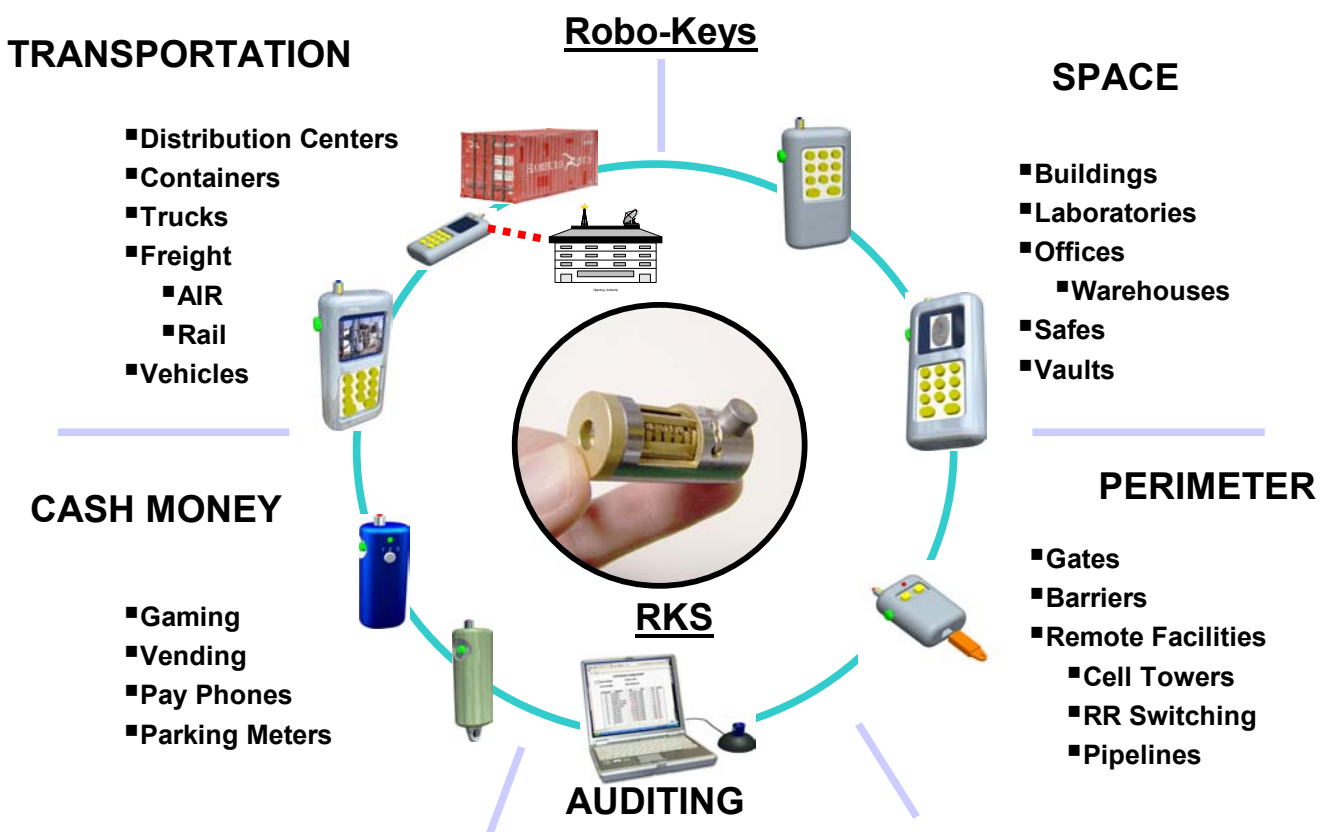 Robo-Keys
TRANSPORTATION
▪Distribution Centers
▪Containers
▪Trucks
▪Freight
▪AIR
▪Rail
▪Vehicles
SPACE
▪Buildings
▪Laboratories
▪Offices
▪Warehouses
▪Safes
▪Vaults
CASH MONEY
▪Gaming
▪Vending
▪Pay Phones
▪Parking Meters
PERIMETER
▪Gates
▪Barriers
▪Remote Facilities
▪Cell Towers
▪RR Switching
▪Pipelines
RKS
AUDITING